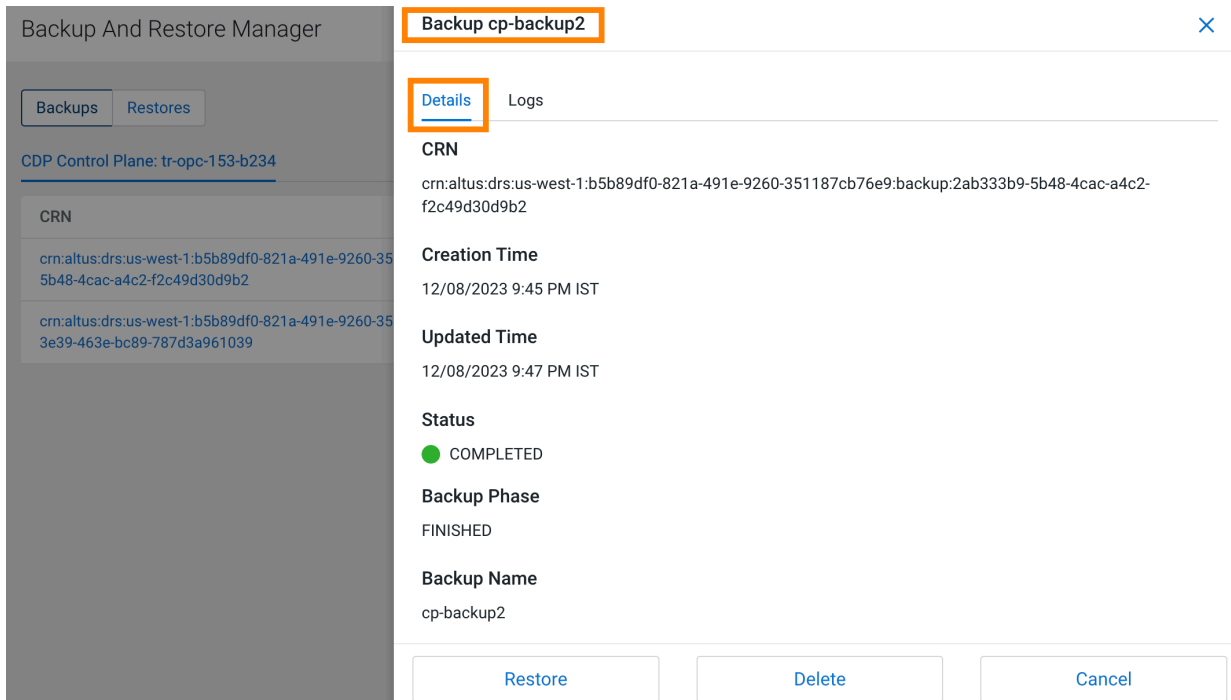 Backup And Restore Manager
Backups
Restores
CDP Control Plane: tr-opc-153-b234
CRN
crn:altus:drs:us-west-1:b5b89df0-821a-491e-9260-35
5b48-4cac-a4c2-f2c49d30d9b2
crn:altus:drs:us-west-1:b5b89df0-821a-491e-9260-35
3e39-463e-bc89-787d3a961039
Backup cp-backup2
Details
Logs
CRN
crn:altus:drs:us-west-1:b5b89df0-821a-491e-9260-351187cb76e9:backup:2ab333b9-5b48-4cac-a4c2-
f2c49d30d9b2
Creation Time
12/08/2023 9:45 PM IST
Updated Time
12/08/2023 9:47 PM IST
Status
COMPLETED
Backup Phase
FINISHED
Backup Name
cp-backup2
Restore
Delete
Cancel